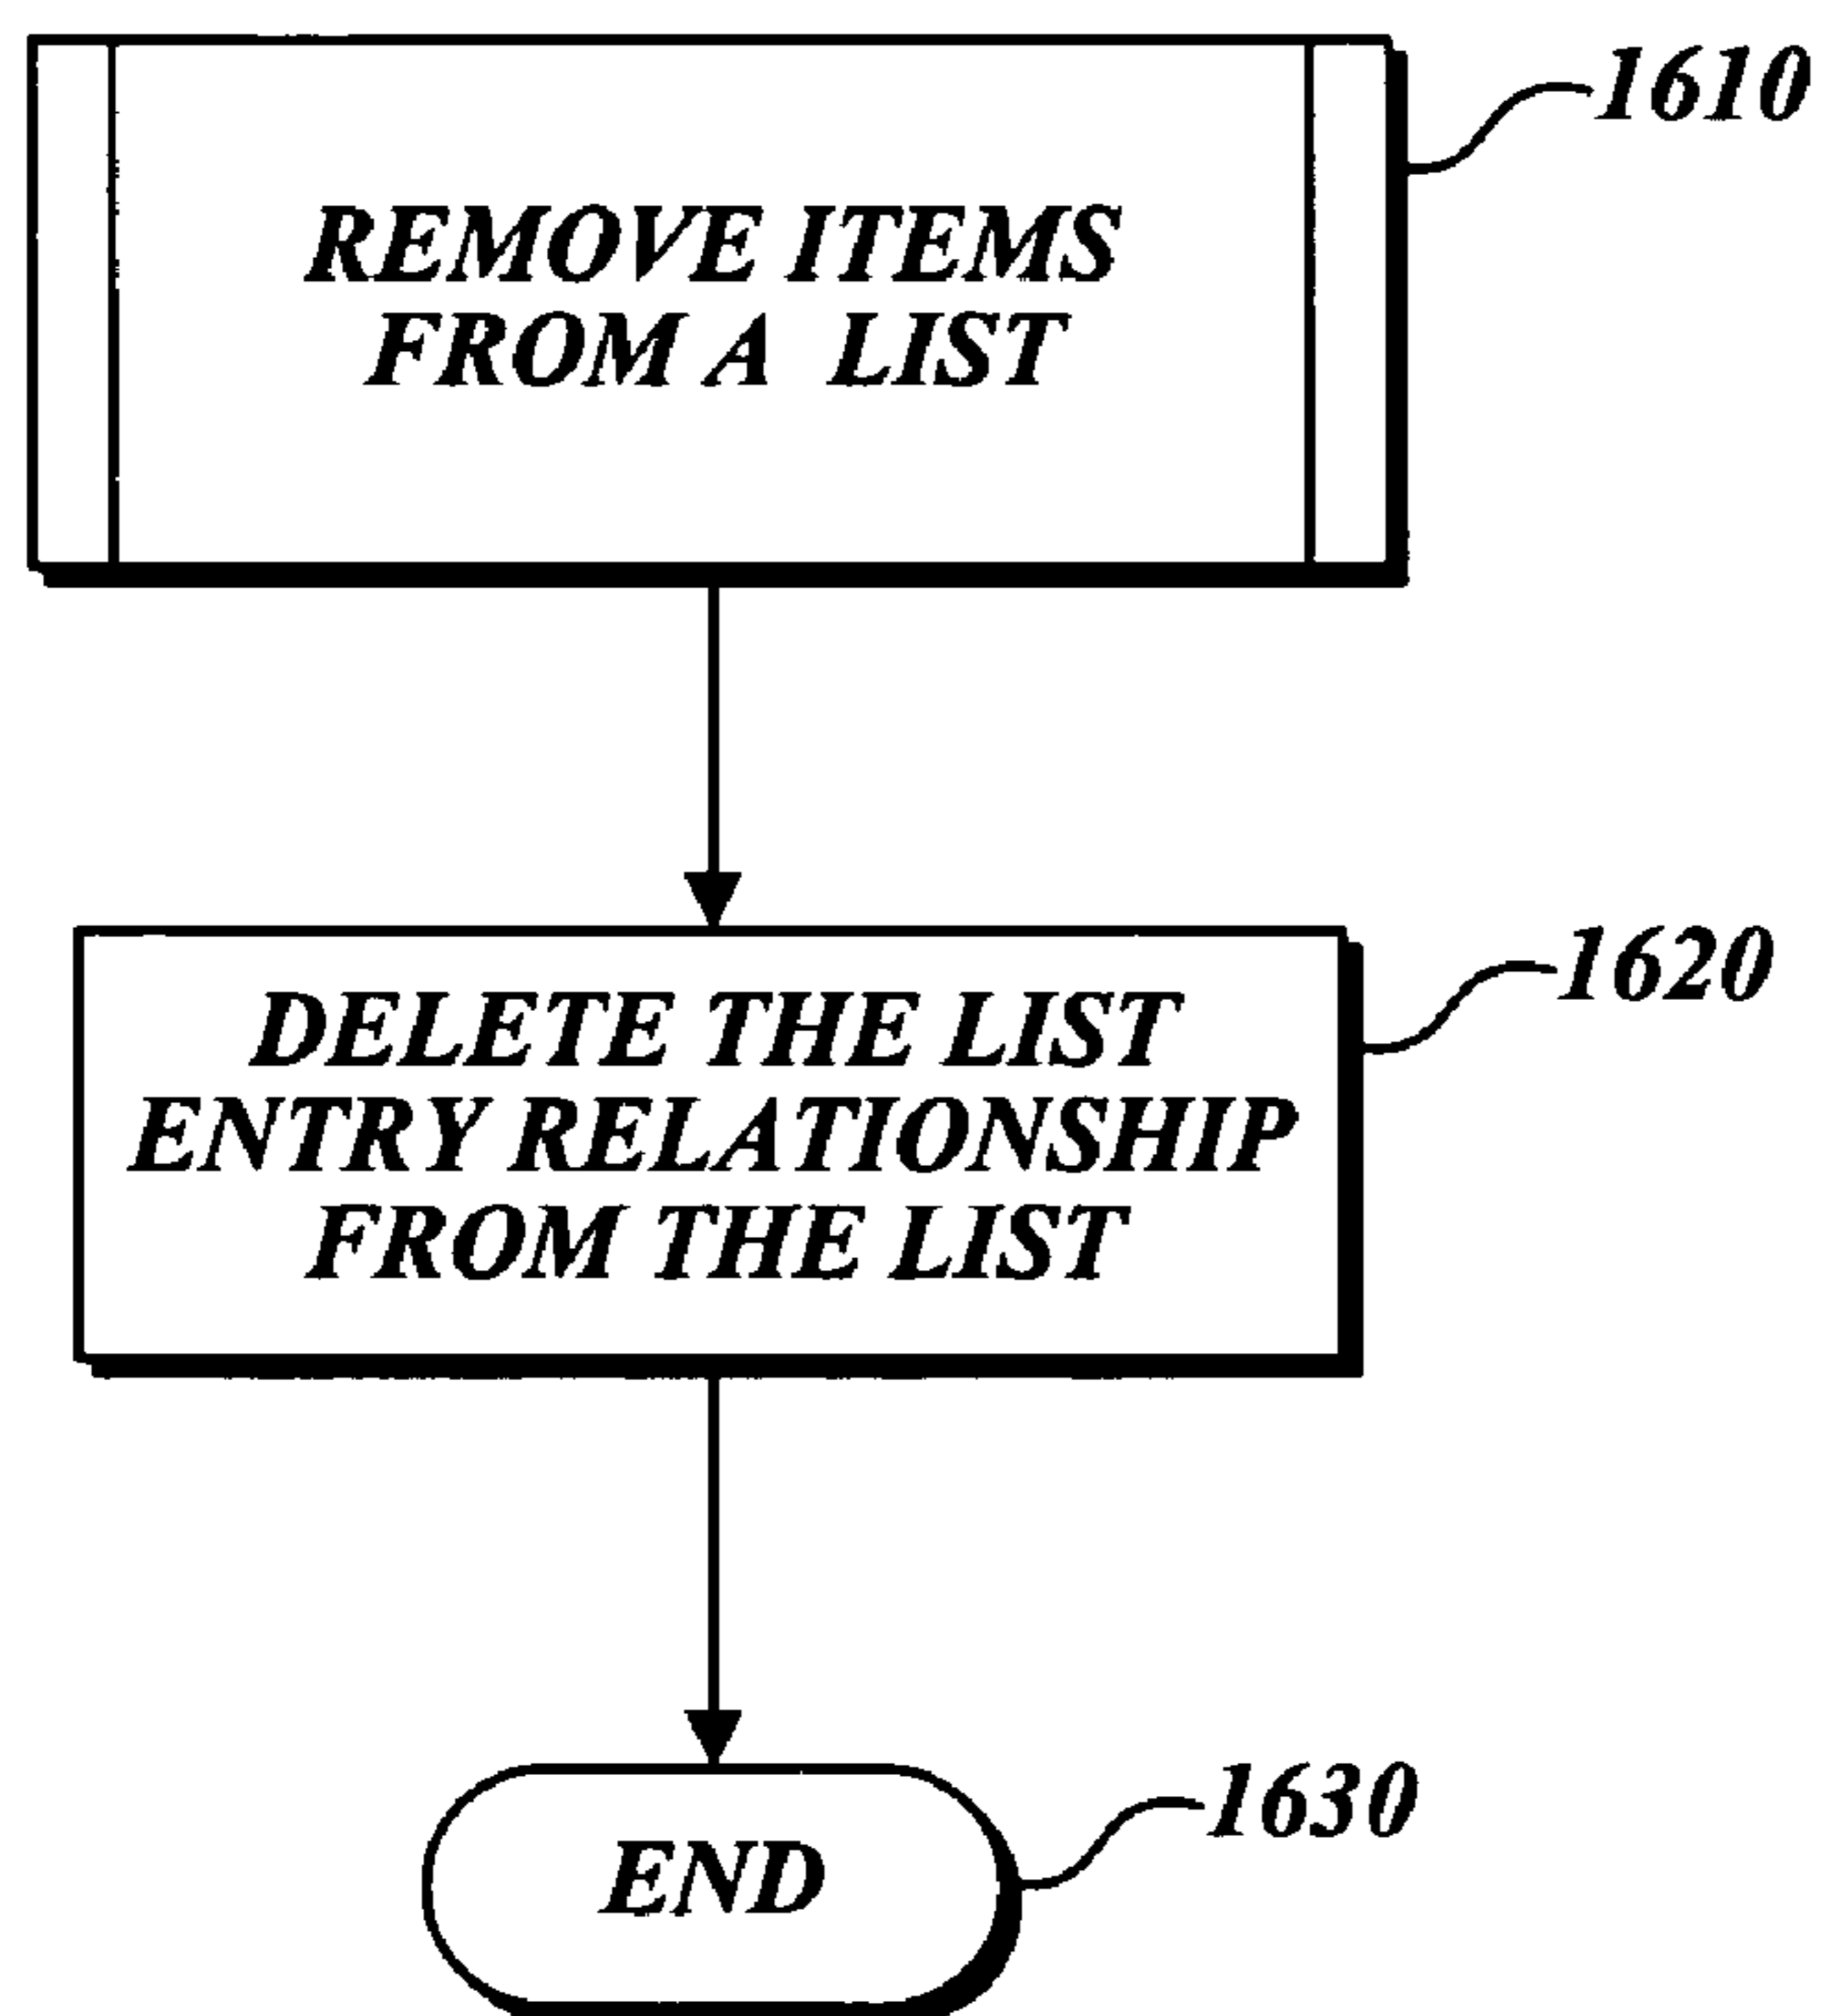 1610
REMOVE ITEMS
FROM A LIST
1620
DELETE THE LIST
ENTRY RELATIONSHIP
FROM THE LIST
1630
END